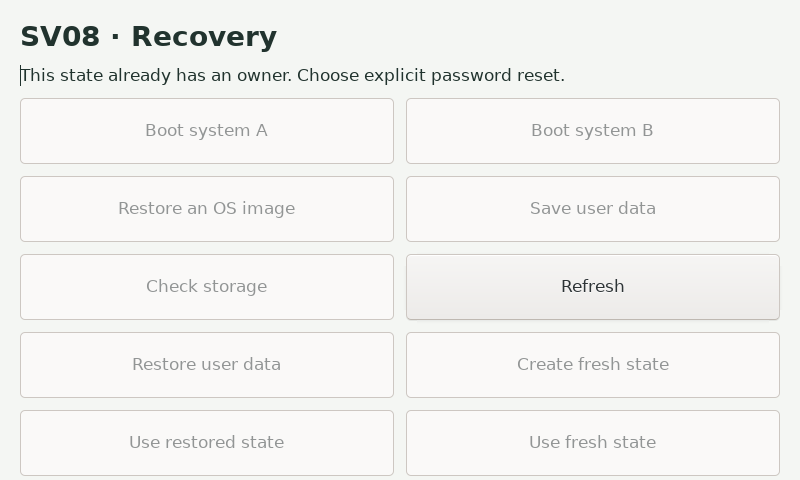 SV08 · Recovery
This state already has an owner. Choose explicit password reset.
Boot system A
Boot system B
Restore an OS image
Save user data
Check storage
Refresh
Restore user data
Create fresh state
Use restored state
Use fresh state